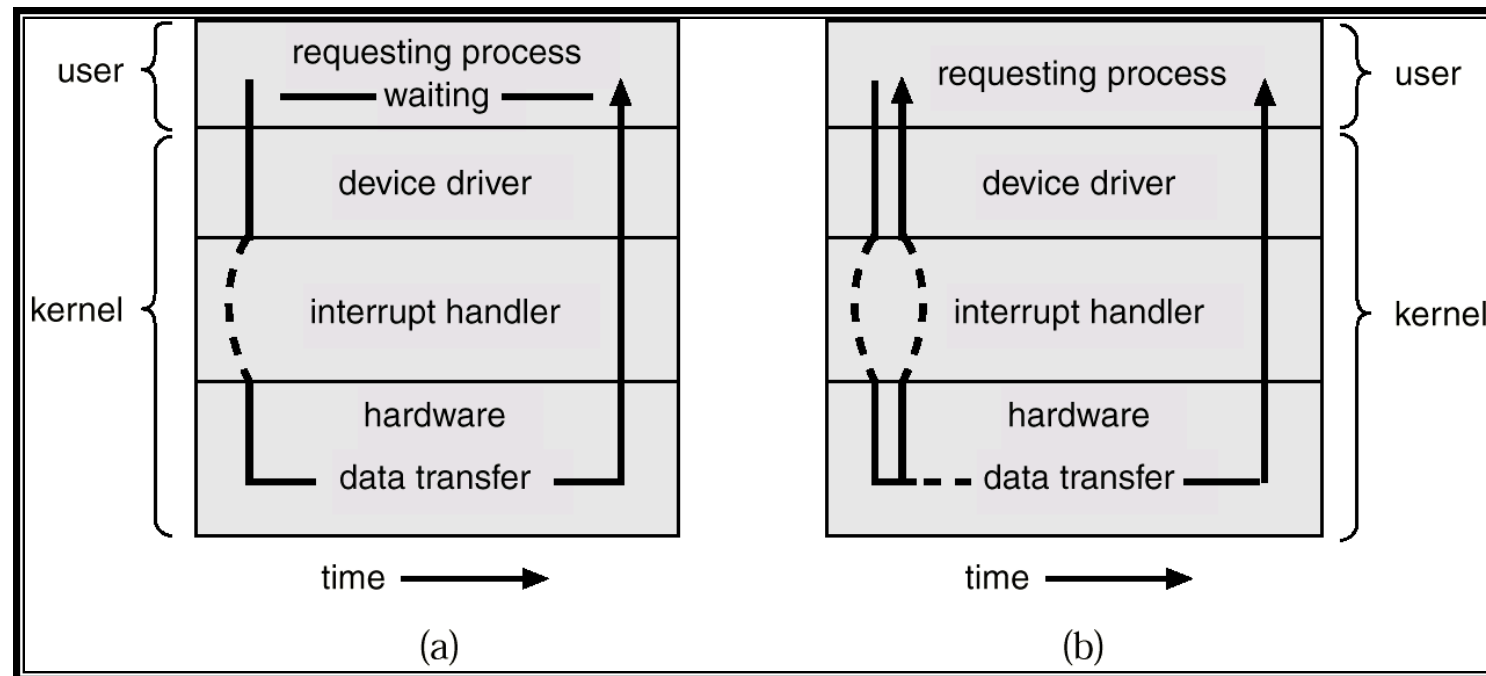 user
requesting process
waiting
device driver
kernel
interrupt handler
hardware
data transfer
time
(a)
requesting process
user
device driver
interrupt handler
kernel
hardware
data transfer
time
(b)